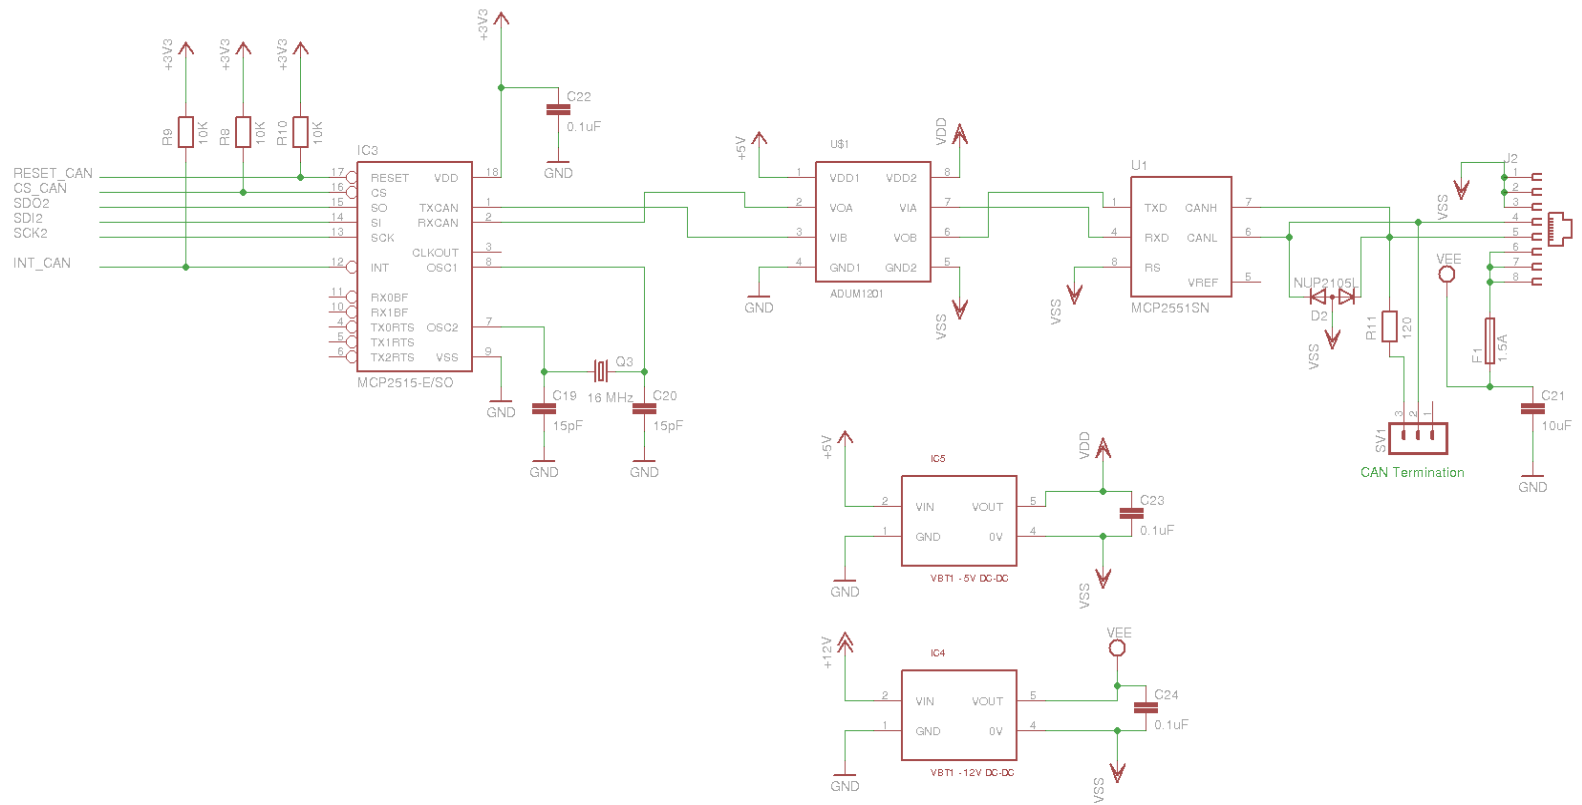 +3V3
+3V3
+3V3
+3V3
R9
10K
R8
10K
R10
10K
C22
0.1uF
GND
IC3
RESET_CAN
CS_CAN
SDO2
SDI2
SCK2
INT_CAN
17 RESET VDD 18
16 CS
15 SO TXCAN 1
14 SI RXCAN 2
13 SCK
CLKOUT 3
12 INT OSC1 8
11 RX0BF
10 RX1BF
4 TX0RTS OSC2 7
5 TX1RTS
6 TX2RTS VSS 9
MCP2515-E/SO
GND
Q3
16 MHz
C19
15pF
GND
C20
15pF
GND
+5V
VDD
U$1
1 VDD1 VDD2 8
2 VOA VIA 7
3 VIB VOB 6
4 GND1 GND2 5
ADUM1201
GND
VSS
U1
1 TXD CANH 7
4 RXD CANL 6
8 RS
VREF 5
MCP2551SN
VSS
NUP2105L
D2
VSS
R11
120
VSS
J2
1
2
3
4
5
6
7
8
VEE
F1
1.5A
C21
10uF
GND
SV1
3
2
1
CAN Termination
+5V
VDD
IC5
2 VIN VOUT 5
1 GND 0V 4
VBT1 - 5V DC-DC
C23
0.1uF
GND
VSS
+12V
VEE
IC4
2 VIN VOUT 5
1 GND 0V 4
VBT1 - 12V DC-DC
C24
0.1uF
GND
VSS